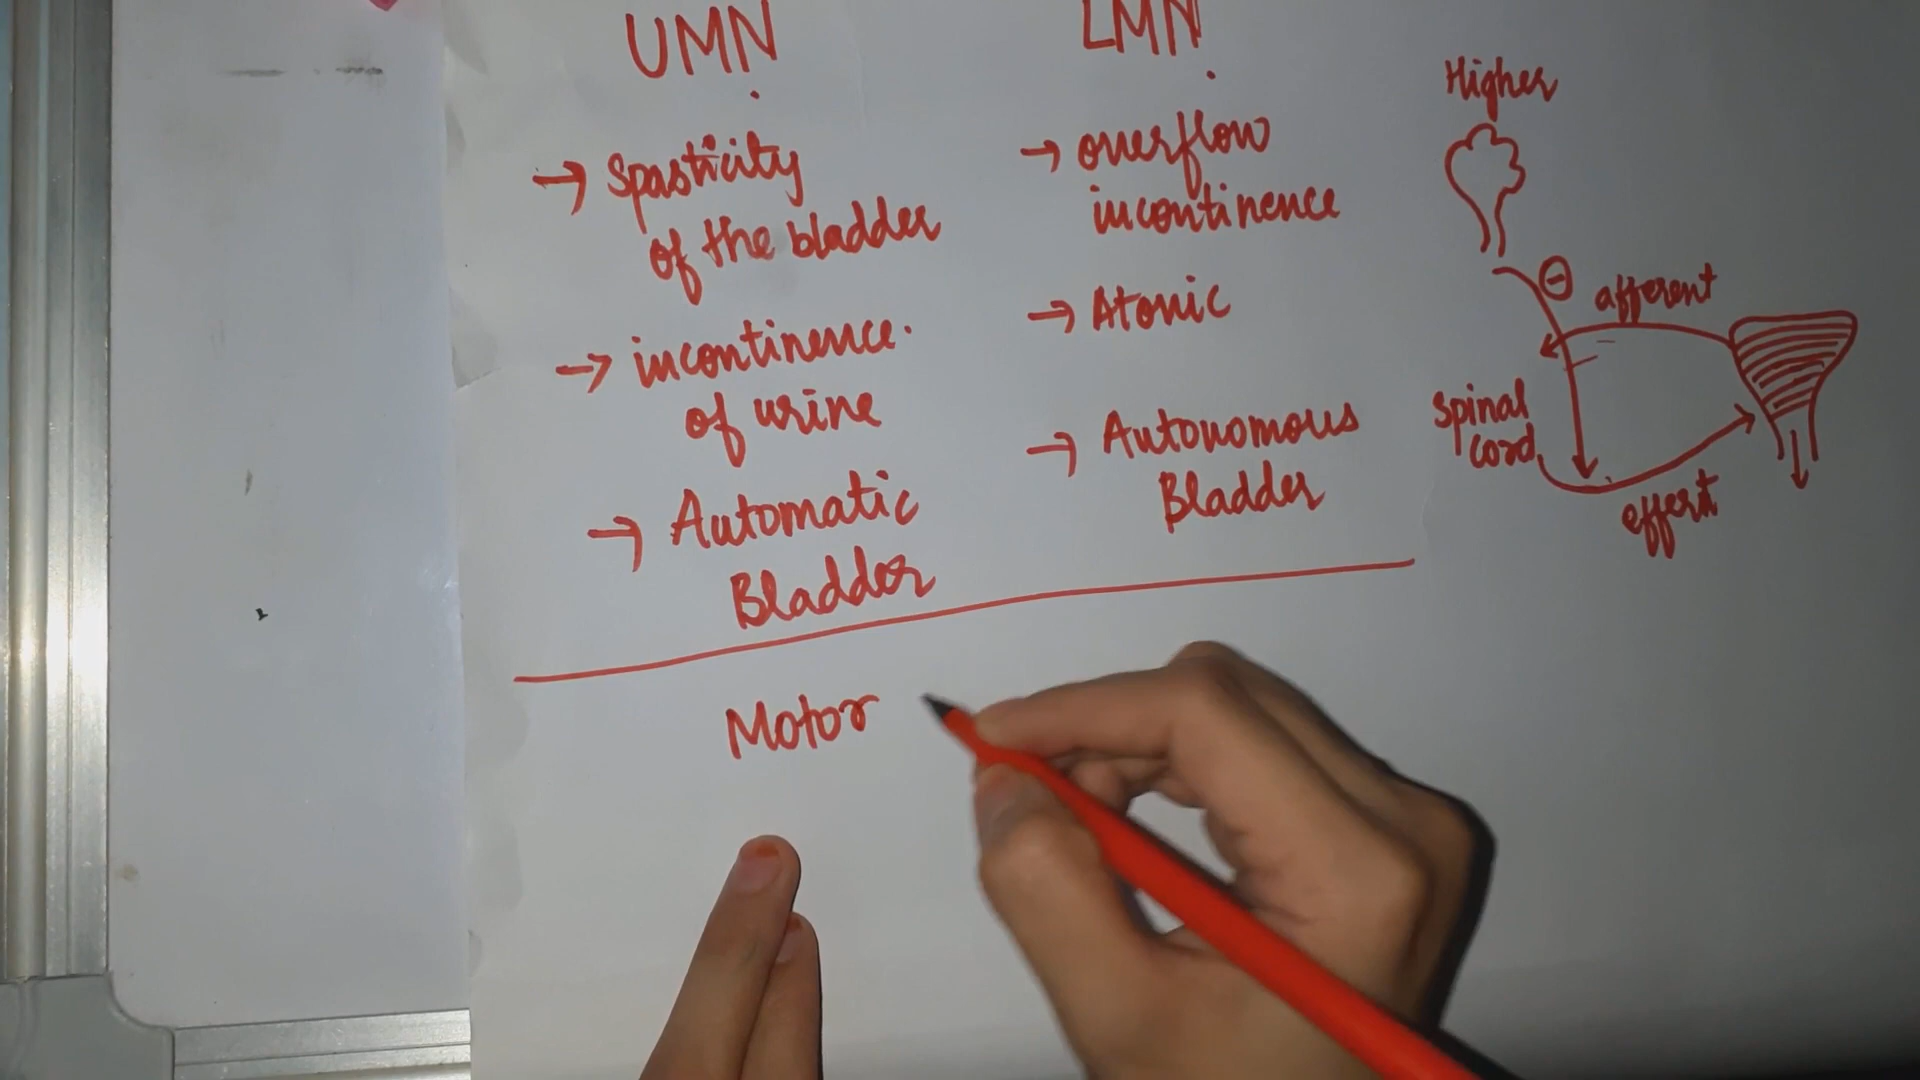 UMN
→ Spasticity
of the bladder
→ incontinence.
of urine
→ Automatic
Bladder
LMN
→ overflow
incontinence
→ Atonic
→ Autonomous
Bladder
Higher
⊖
afferent
Spinal
cord
effert
Motor